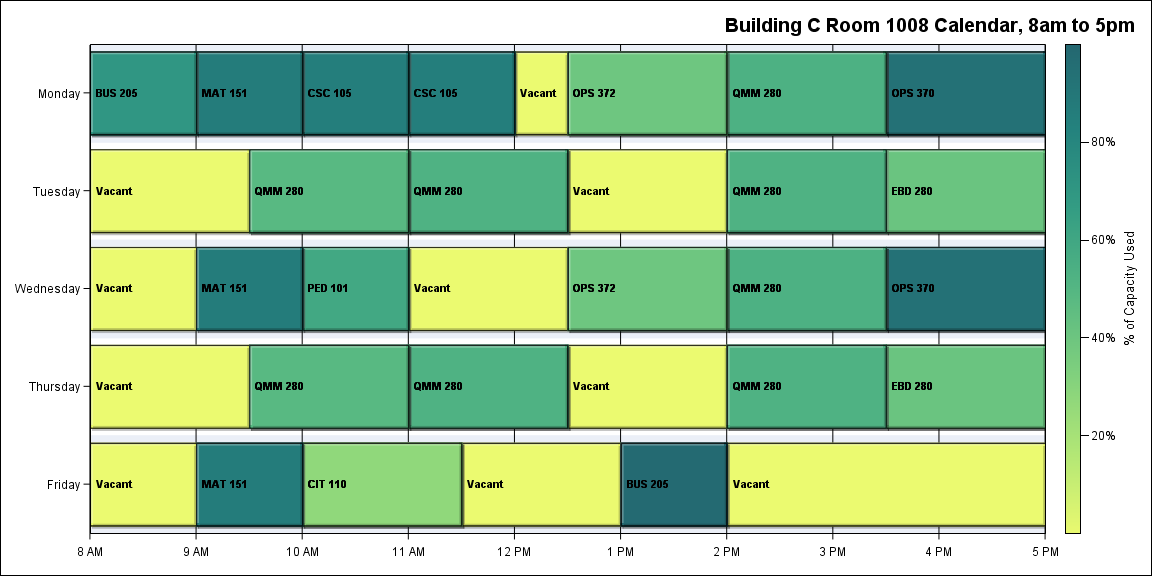 Building C Room 1008 Calendar, 8am to 5pm
Monday
BUS 205
MAT 151
CSC 105
CSC 105
Vacant
OPS 372
QMM 280
OPS 370
Tuesday
Vacant
QMM 280
QMM 280
Vacant
QMM 280
EBD 280
Wednesday
Vacant
MAT 151
PED 101
Vacant
OPS 372
QMM 280
OPS 370
Thursday
Vacant
QMM 280
QMM 280
Vacant
QMM 280
EBD 280
Friday
Vacant
MAT 151
CIT 110
Vacant
BUS 205
Vacant
8 AM
9 AM
10 AM
11 AM
12 PM
1 PM
2 PM
3 PM
4 PM
5 PM
80%
60%
40%
20%
% of Capacity Used